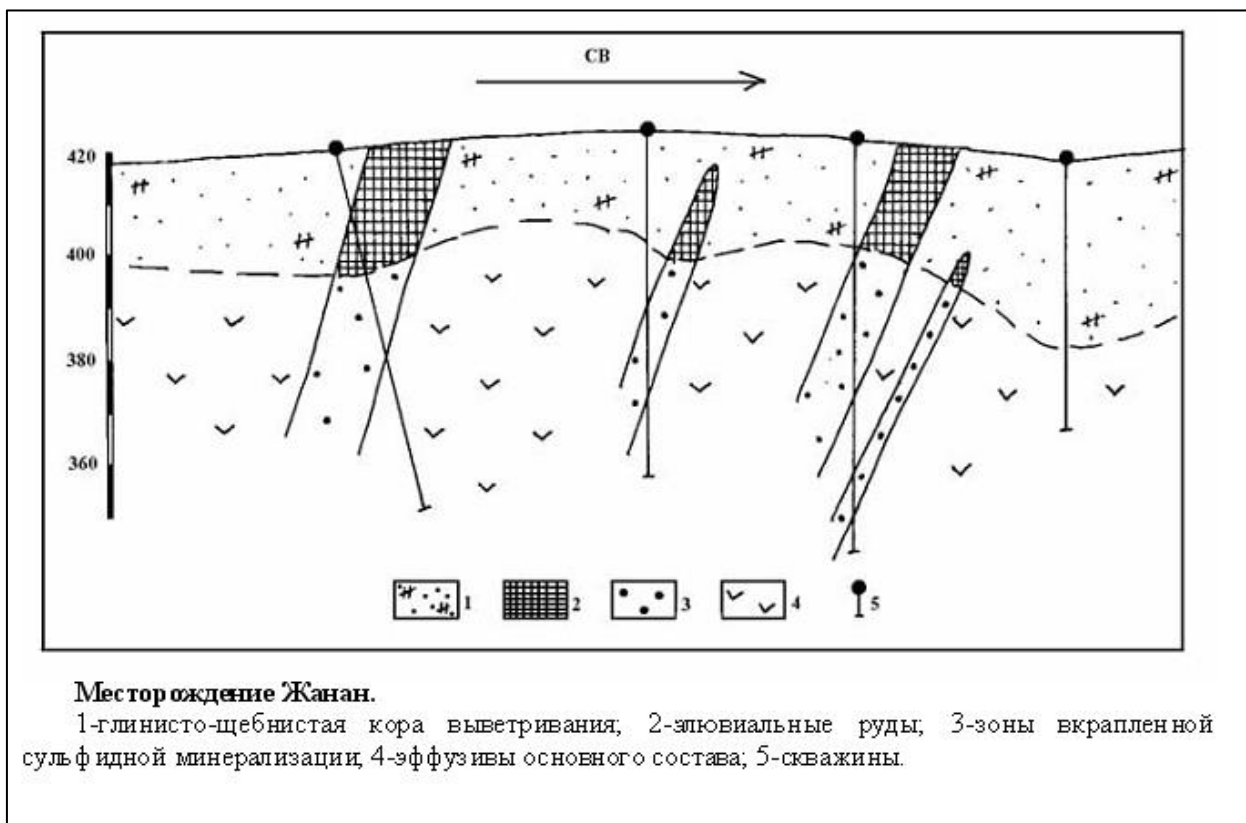 СВ
420
400
380
360
1
2
3
4
5
Месторождение Жанан.
1-глинисто-щебнистая кора выветривания; 2-элювиальные руды; 3-зоны вкрапленной
сульфидной минерализации; 4-эффузивы основного состава; 5-скважины.